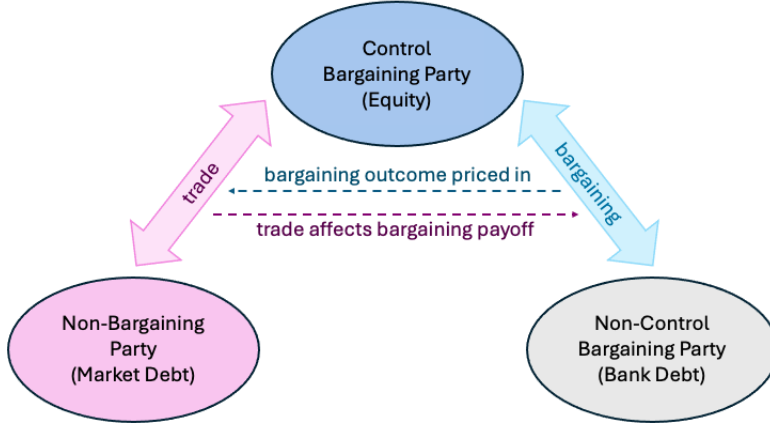 Control
Bargaining Party
(Equity)
trade
bargaining
bargaining outcome priced in
trade affects bargaining payoff
Non-Bargaining
Party
(Market Debt)
Non-Control
Bargaining Party
(Bank Debt)